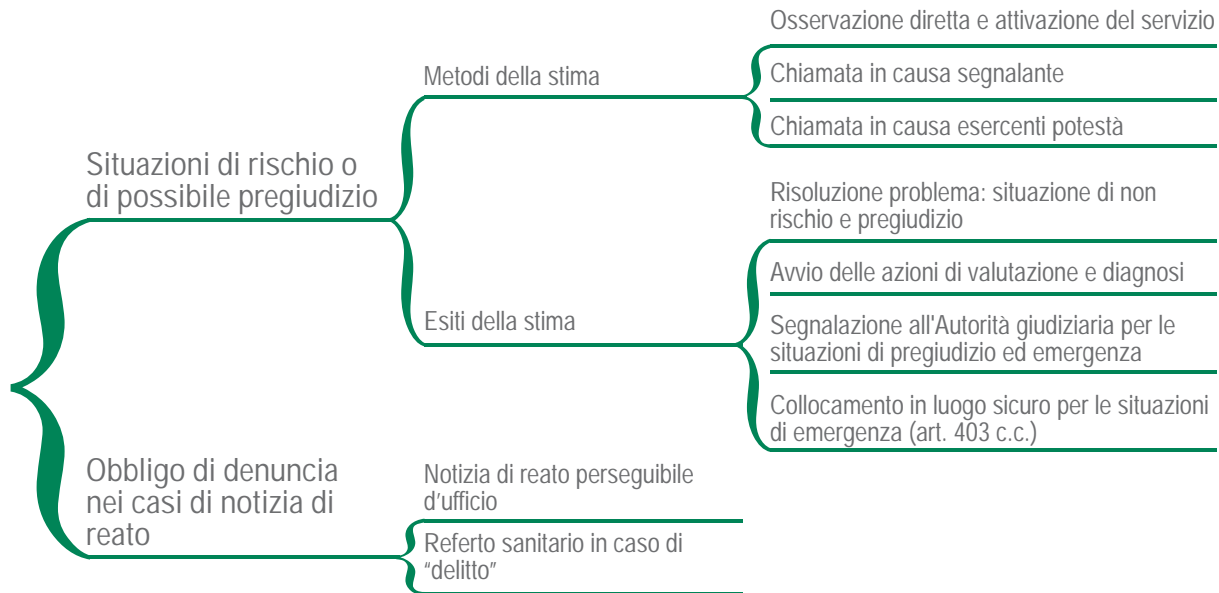 Situazioni di rischio o
di possibile pregiudizio
Metodi della stima
Osservazione diretta e attivazione del servizio
Chiamata in causa segnalante
Chiamata in causa esercenti potestà
Esiti della stima
Risoluzione problema: situazione di non
rischio e pregiudizio
Avvio delle azioni di valutazione e diagnosi
Segnalazione all'Autorità giudiziaria per le
situazioni di pregiudizio ed emergenza
Collocamento in luogo sicuro per le situazioni
di emergenza (art. 403 c.c.)
Obbligo di denuncia
nei casi di notizia di
reato
Notizia di reato perseguibile
d’ufficio
Referto sanitario in caso di
“delitto”